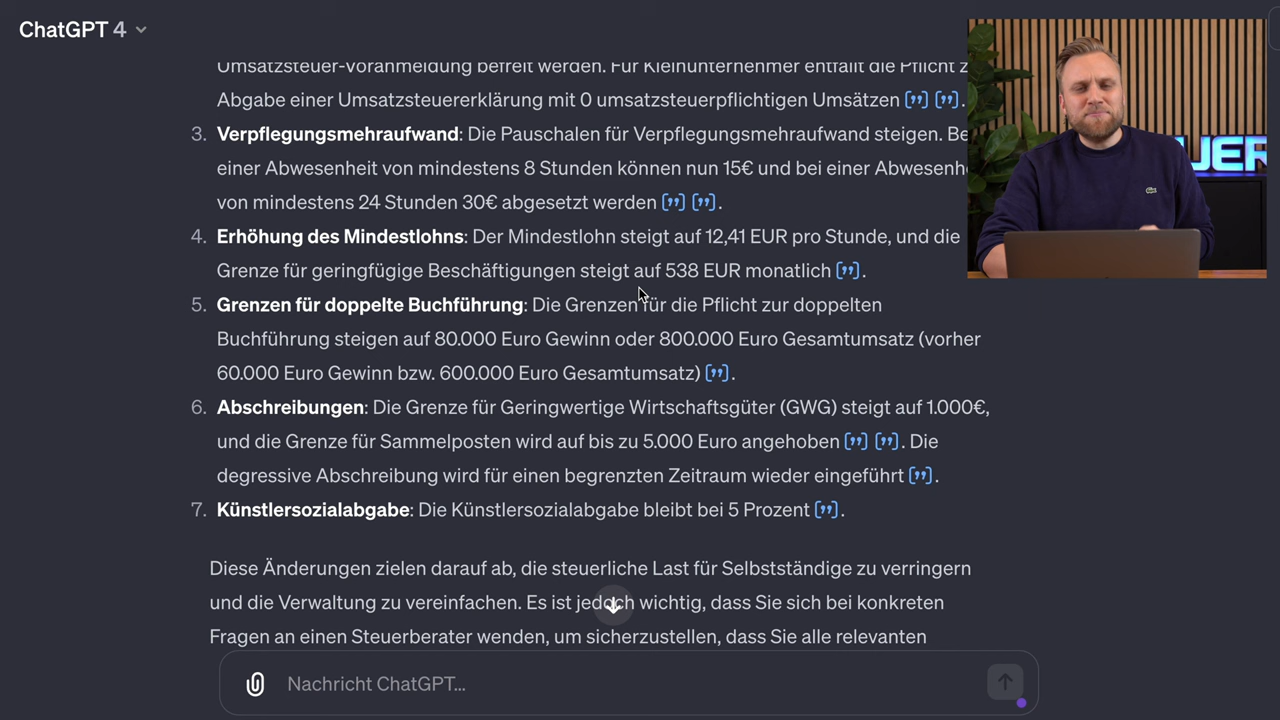 ChatGPT 4
Umsatzsteuer-Voranmeldung befreit werden. Für Kleinunternehmer entfällt die Pflicht z
Abgabe einer Umsatzsteuererklärung mit 0 umsatzsteuerpflichtigen Umsätzen ["] ["].
3. Verpflegungsmehraufwand: Die Pauschalen für Verpflegungsmehraufwand steigen. Be
einer Abwesenheit von mindestens 8 Stunden können nun 15€ und bei einer Abwesenh
von mindestens 24 Stunden 30€ abgesetzt werden ["] ["].
4. Erhöhung des Mindestlohns: Der Mindestlohn steigt auf 12,41 EUR pro Stunde, und die
Grenze für geringfügige Beschäftigungen steigt auf 538 EUR monatlich ["].
5. Grenzen für doppelte Buchführung: Die Grenzen für die Pflicht zur doppelten
Buchführung steigen auf 80.000 Euro Gewinn oder 800.000 Euro Gesamtumsatz (vorher
60.000 Euro Gewinn bzw. 600.000 Euro Gesamtumsatz) ["].
6. Abschreibungen: Die Grenze für Geringwertige Wirtschaftsgüter (GWG) steigt auf 1.000€,
und die Grenze für Sammelposten wird auf bis zu 5.000 Euro angehoben ["] ["]. Die
degressive Abschreibung wird für einen begrenzten Zeitraum wieder eingeführt ["].
7. Künstlersozialabgabe: Die Künstlersozialabgabe bleibt bei 5 Prozent ["].
Diese Änderungen zielen darauf ab, die steuerliche Last für Selbstständige zu verringern
und die Verwaltung zu vereinfachen. Es ist jedoch wichtig, dass Sie sich bei konkreten
Fragen an einen Steuerberater wenden, um sicherzustellen, dass Sie alle relevanten
Nachricht ChatGPT...
UER